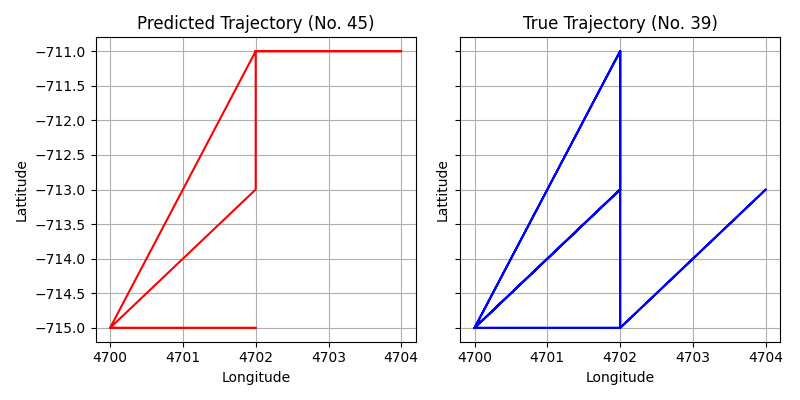 Predicted Trajectory (No. 45)
True Trajectory (No. 39)
Lattitude
−711.0
−711.5
−712.0
−712.5
−713.0
−713.5
−714.0
−714.5
−715.0
4700 4701 4702 4703 4704
Longitude
Lattitude
4700 4701 4702 4703 4704
Longitude